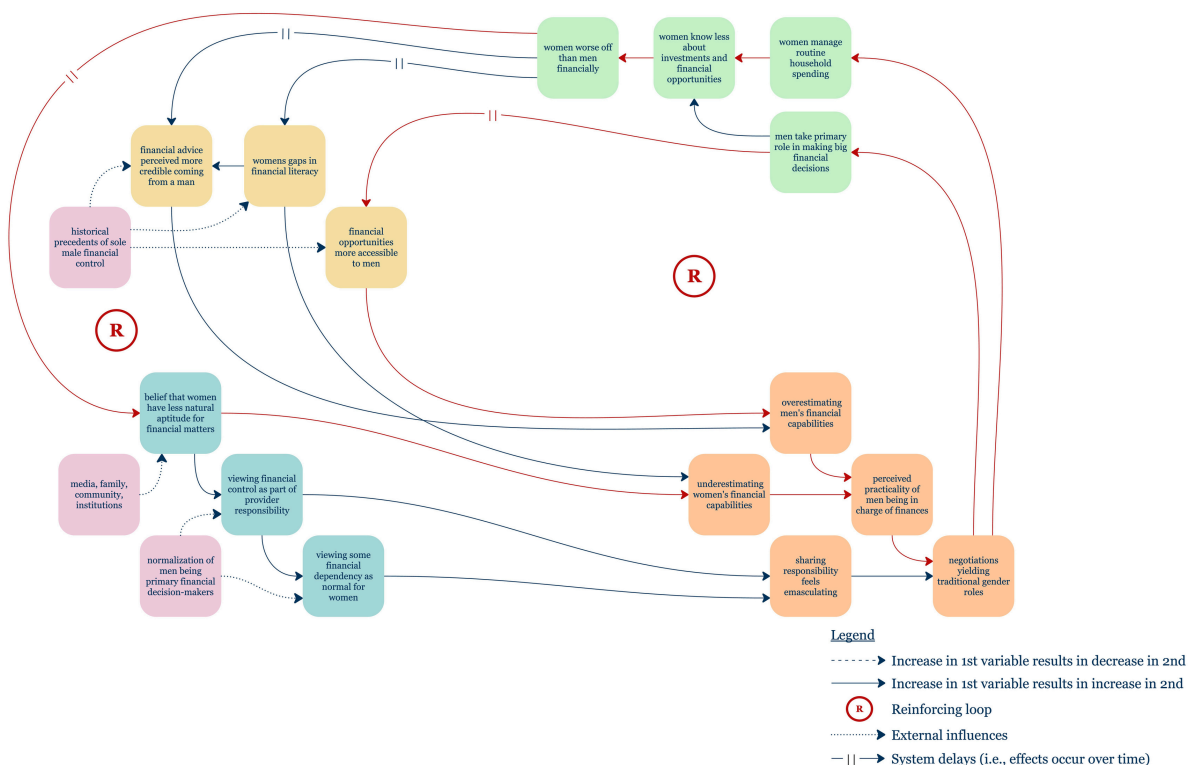 women worse off
than men
financially
women know less
about
investments and
financial
opportunities
women manage
routine
household
spending
financial advice
perceived more
credible coming
from a man
womens gaps in
financial literacy
men take primary
role in making big
financial
decisions
historical
precedents of sole
male financial
control
financial
opportunities
more accessible
to men
R
R
belief that women
have less natural
aptitude for
financial matters
overestimating
men's financial
capabilities
media, family,
community,
institutions
viewing financial
control as part of
provider
responsibility
underestimating
women's financial
capabilities
perceived
practicality of
men being in
charge of finances
normalization of
men being
primary financial
decision-makers
viewing some
financial
dependency as
normal for
women
sharing
responsibility
feels
emasculating
negotiations
yielding
traditional gender
roles
Legend
Increase in 1st variable results in decrease in 2nd
Increase in 1st variable results in increase in 2nd
R Reinforcing loop
External influences
System delays (i.e., effects occur over time)